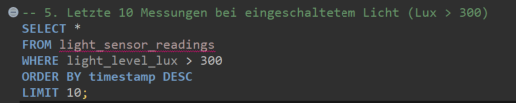 -- 5. Letzte 10 Messungen bei eingeschaltetem Licht (Lux > 300)
SELECT *
FROM light_sensor_readings
WHERE light_level_lux > 300
ORDER BY timestamp DESC
LIMIT 10;